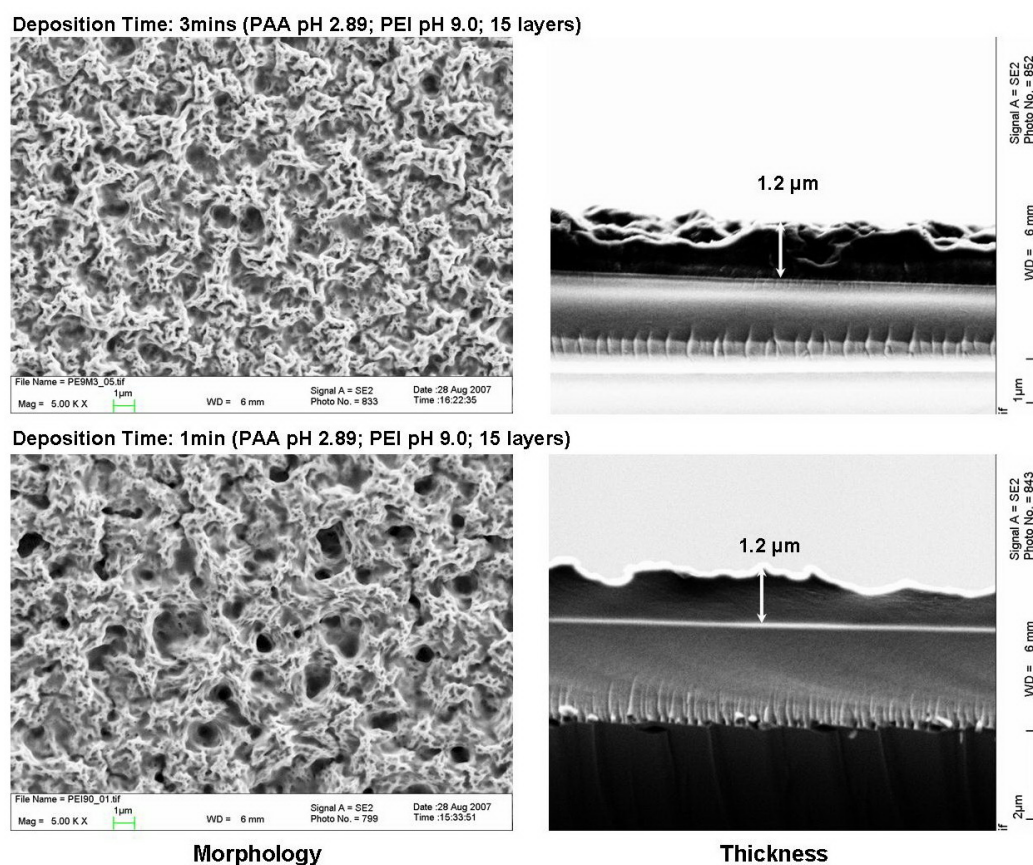 Deposition Time: 3mins (PAA pH 2.89; PEI pH 9.0; 15 layers)
1.2 µm
Signal A = SE2
Photo No. = 852
WD = 6 mm
1µm
if
File Name = PE9M3_05.tif
Mag = 5.00 K X
1µm
WD = 6 mm
Signal A = SE2
Photo No. = 833
Date :28 Aug 2007
Time :16:22:35
Deposition Time: 1min (PAA pH 2.89; PEI pH 9.0; 15 layers)
1.2 µm
Signal A = SE2
Photo No. = 843
WD = 6 mm
2µm
if
File Name = PEI90_01.tif
Mag = 5.00 K X
1µm
WD = 6 mm
Signal A = SE2
Photo No. = 799
Date :28 Aug 2007
Time :15:33:51
Morphology
Thickness